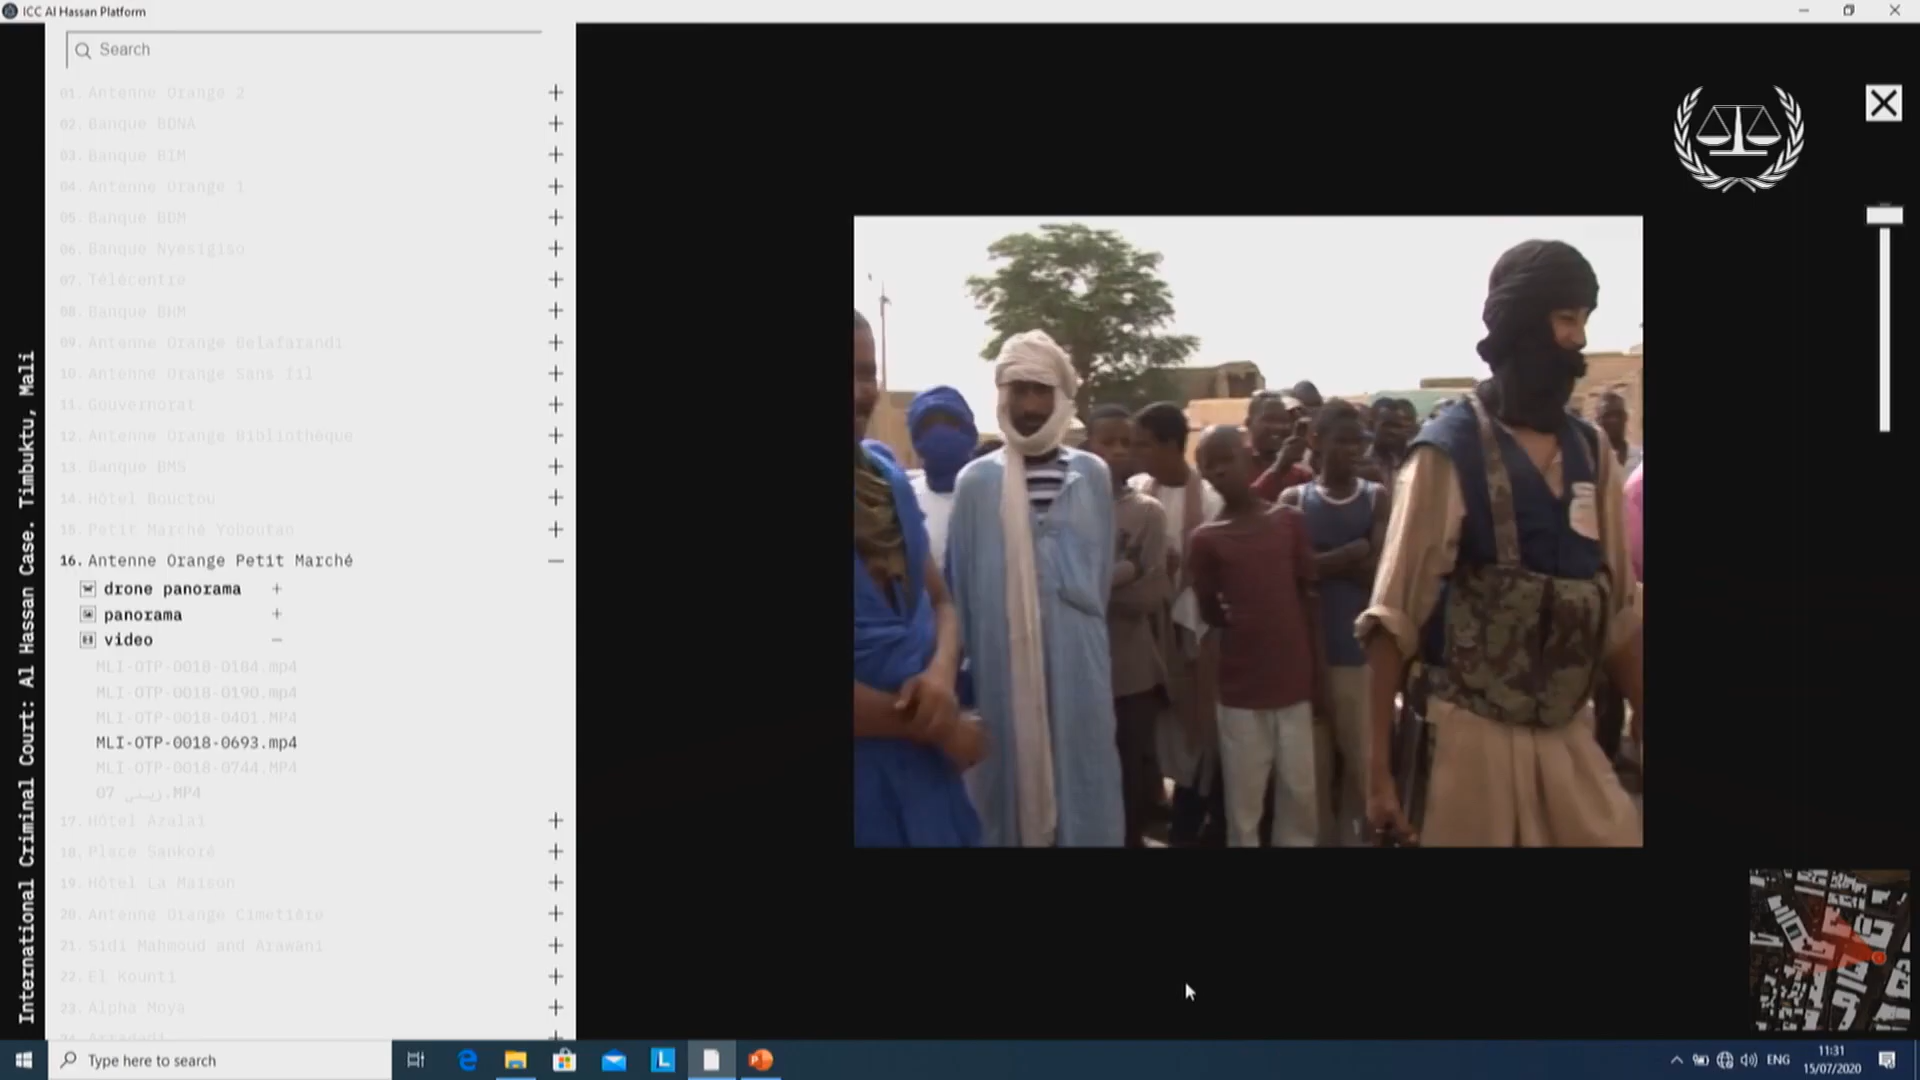 ICC Al Hassan Platform
Search
01. Antenne Orange 2
02. Banque BDNA
03. Banque BIM
04. Antenne Orange 1
05. Banque BDM
06. Banque Nyesigiso
07. Télécentre
08. Banque BHM
09. Antenne Orange Belafarandi
10. Antenne Orange Sans fil
11. Gouvernorat
12. Antenne Orange Bibliothèque
13. Banque BMS
14. Hôtel Bouctou
15. Petit Marché Yoboutan
16. Antenne Orange Petit Marché
drone panorama
panorama
video
MLI-OTP-0018-0184.mp4
MLI-OTP-0018-0190.mp4
MLI-OTP-0018-0401.MP4
MLI-OTP-0018-0693.mp4
MLI-OTP-0018-0744.MP4
17. Hôtel Azalaï
18. Place Sankoré
19. Hôtel La Maison
20. Antenne Orange Cimetière
21. Sidi Mahmoud and Arawani
22. El Kounti
23. Alpha Moya
International Criminal Court: Al Hassan Case. Timbuktu, Mali
Type here to search
ENG
11:31
15/07/2020